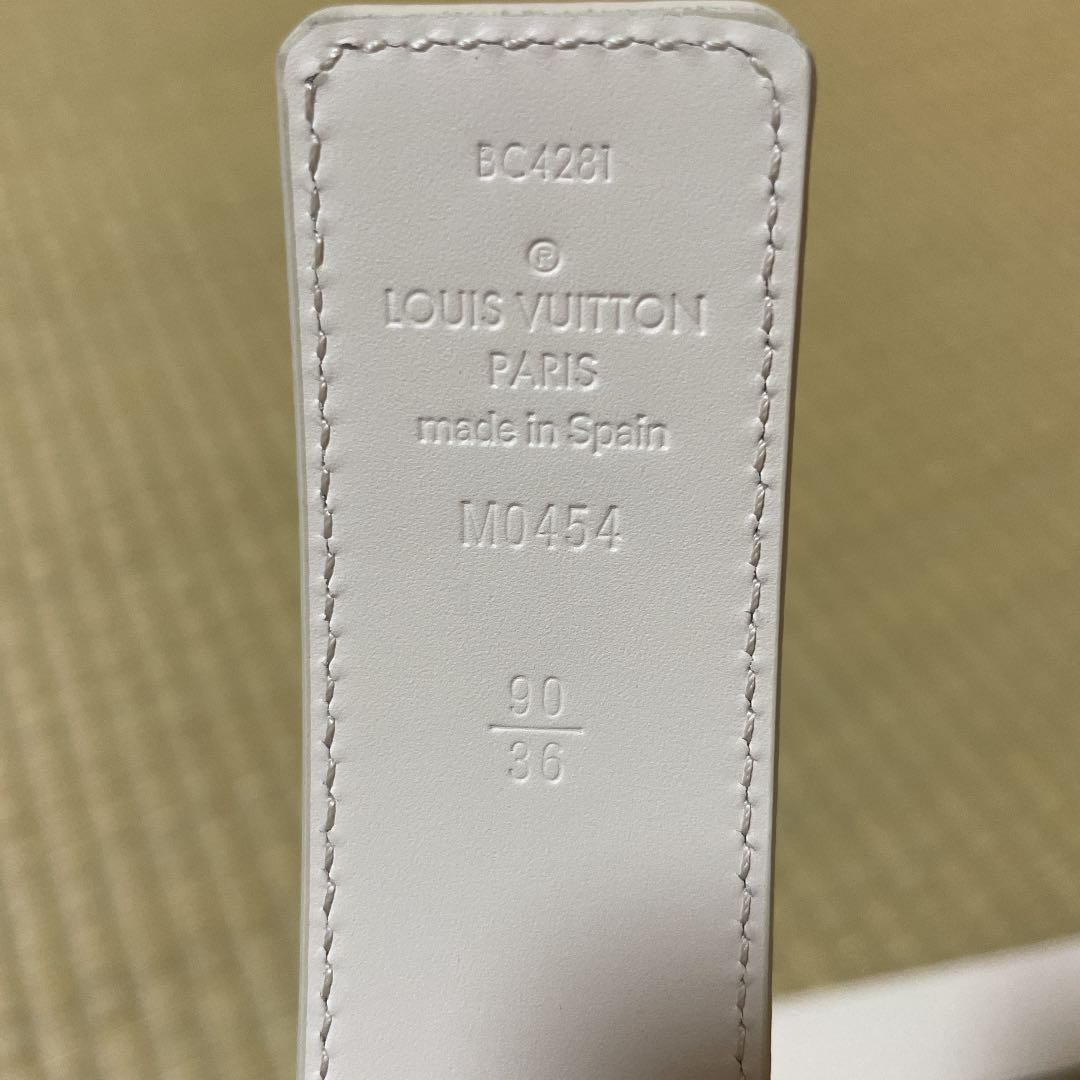 BC4281
®
LOUIS VUITTON
PARIS
made in Spain
M0454
90
36